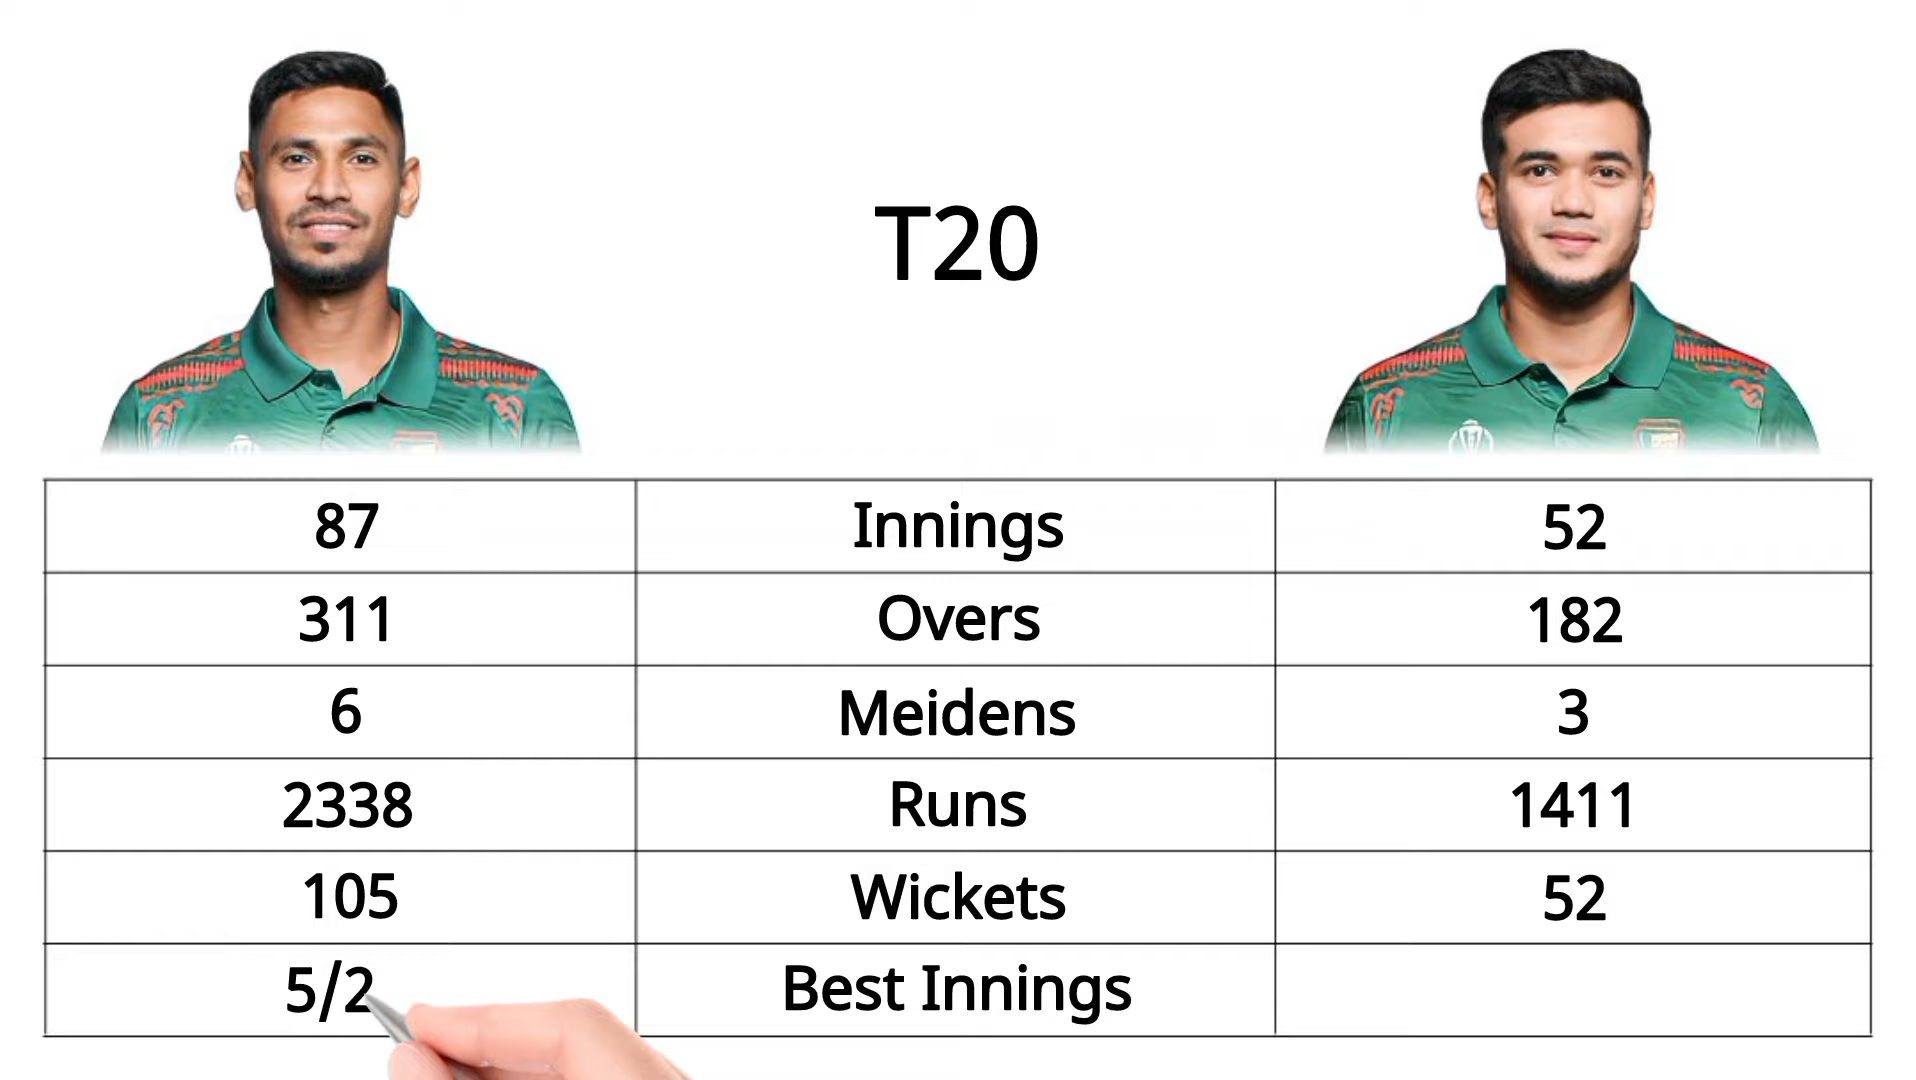 T20
87 Innings 52
311 Overs 182
6 Meidens 3
2338 Runs 1411
105 Wickets 52
5/2 Best Innings